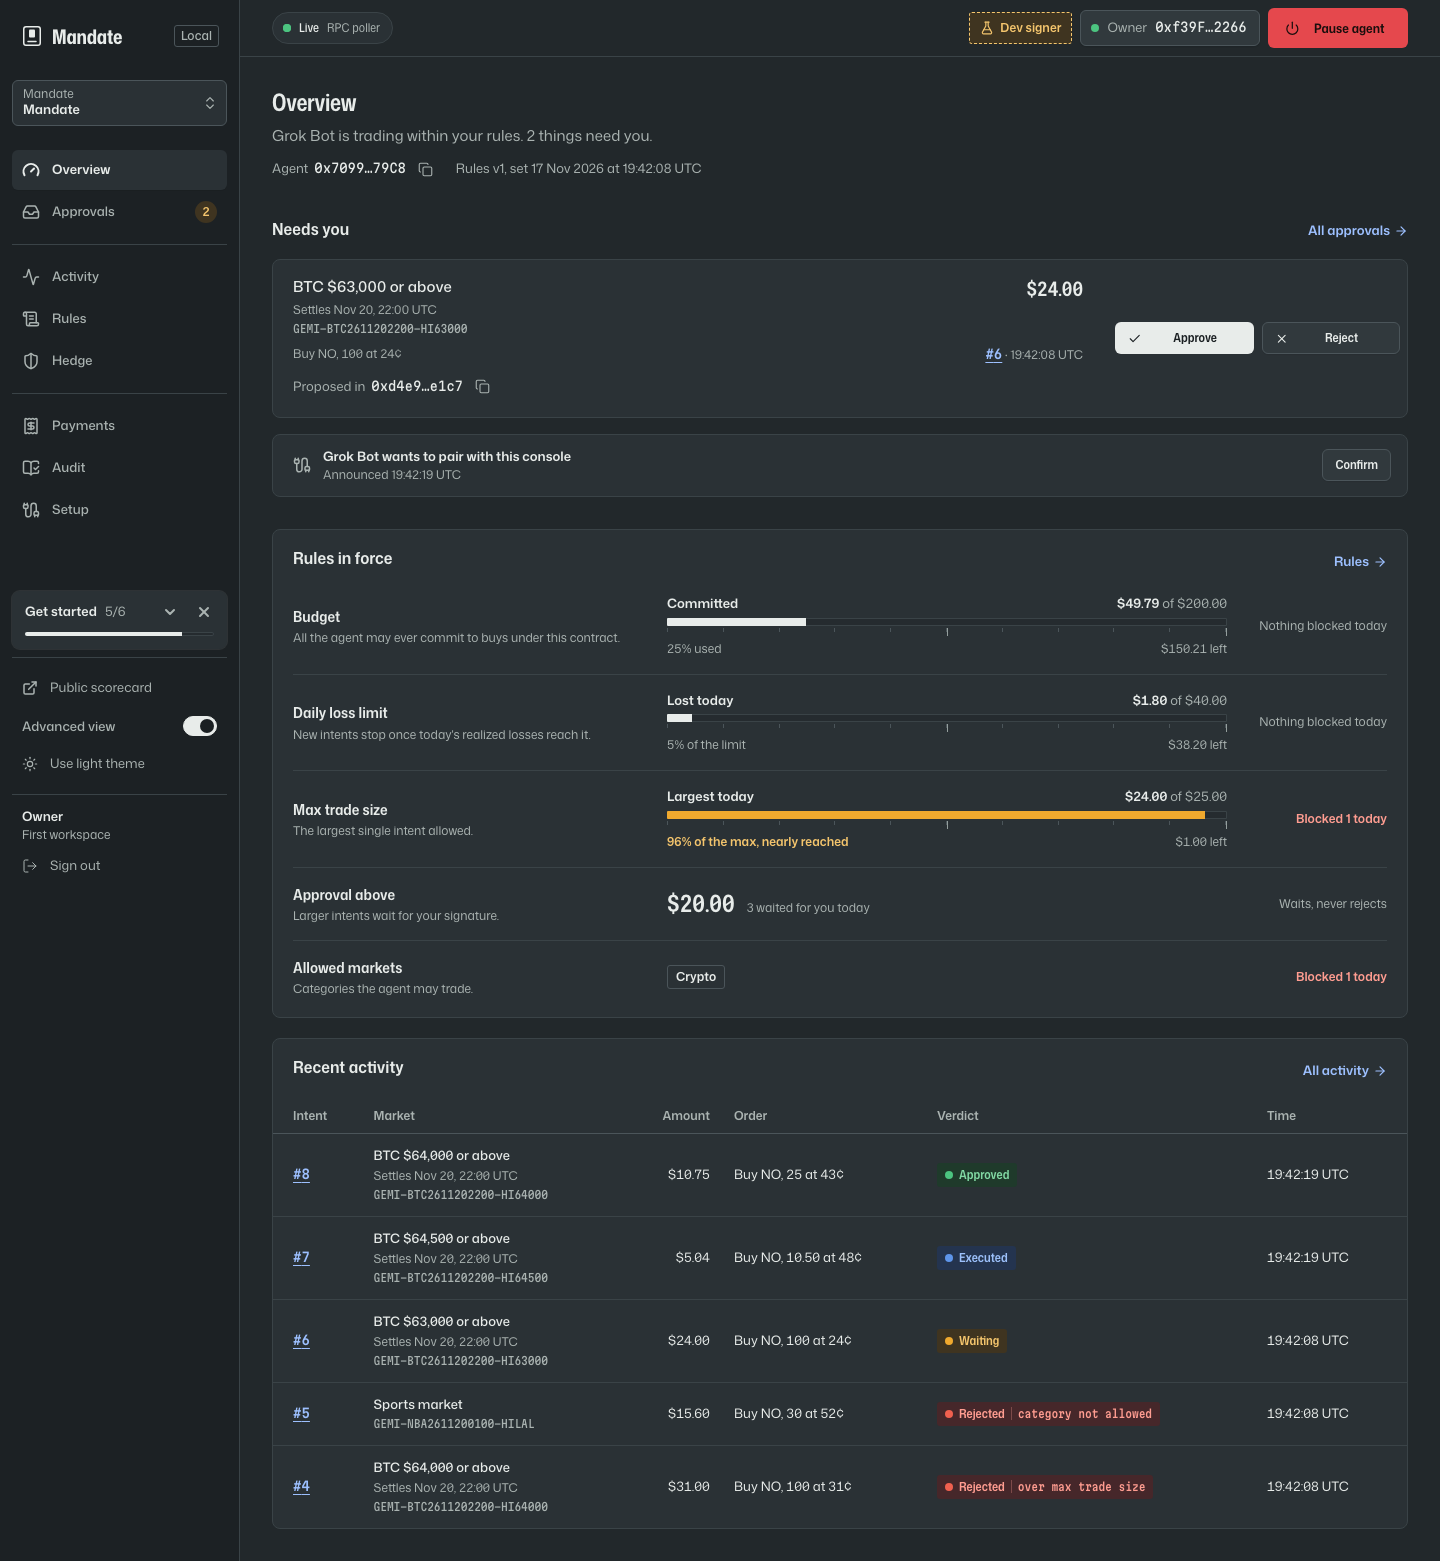 Mandate
Local
Mandate
Mandate
Overview
Approvals
2
Activity
Rules
Hedge
Payments
Audit
Setup
Get started 5/6
Public scorecard
Advanced view
Use light theme
Owner
First workspace
Sign out
Live RPC poller
Dev signer
Owner 0xf39F…2266
Pause agent
Overview
Grok Bot is trading within your rules. 2 things need you.
Agent 0x7099…79C8
Rules v1, set 17 Nov 2026 at 19:42:08 UTC
Needs you
All approvals
BTC $63,000 or above
Settles Nov 20, 22:00 UTC
GEMI-BTC2611202200-HI63000
Buy NO, 100 at 24¢
Proposed in 0xd4e9…e1c7
$24.00
#6 · 19:42:08 UTC
Approve
Reject
Grok Bot wants to pair with this console
Announced 19:42:19 UTC
Confirm
Rules in force
Rules
Budget
All the agent may ever commit to buys under this contract.
Committed
$49.79 of $200.00
25% used
$150.21 left
Nothing blocked today
Daily loss limit
New intents stop once today's realized losses reach it.
Lost today
$1.80 of $40.00
5% of the limit
$38.20 left
Nothing blocked today
Max trade size
The largest single intent allowed.
Largest today
$24.00 of $25.00
96% of the max, nearly reached
$1.00 left
Blocked 1 today
Approval above
Larger intents wait for your signature.
$20.00 3 waited for you today
Waits, never rejects
Allowed markets
Categories the agent may trade.
Crypto
Blocked 1 today
Recent activity
All activity
Intent Market Amount Order Verdict Time
#8
BTC $64,000 or above
Settles Nov 20, 22:00 UTC
GEMI-BTC2611202200-HI64000
$10.75
Buy NO, 25 at 43¢
Approved
19:42:19 UTC
#7
BTC $64,500 or above
Settles Nov 20, 22:00 UTC
GEMI-BTC2611202200-HI64500
$5.04
Buy NO, 10.50 at 48¢
Executed
19:42:19 UTC
#6
BTC $63,000 or above
Settles Nov 20, 22:00 UTC
GEMI-BTC2611202200-HI63000
$24.00
Buy NO, 100 at 24¢
Waiting
19:42:08 UTC
#5
Sports market
GEMI-NBA2611200100-HILAL
$15.60
Buy NO, 30 at 52¢
Rejected category not allowed
19:42:08 UTC
#4
BTC $64,000 or above
Settles Nov 20, 22:00 UTC
GEMI-BTC2611202200-HI64000
$31.00
Buy NO, 100 at 31¢
Rejected over max trade size
19:42:08 UTC